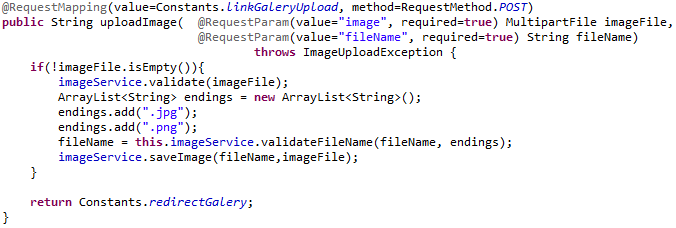 @RequestMapping(value=Constants.linkGaleryUpload, method=RequestMethod.POST)
public String uploadImage(  @RequestParam(value="image", required=true) MultipartFile imageFile,
                            @RequestParam(value="fileName", required=true) String fileName)
                                    throws ImageUploadException {
    if(!imageFile.isEmpty()){
        imageService.validate(imageFile);
        ArrayList<String> endings = new ArrayList<String>();
        endings.add(".jpg");
        endings.add(".png");
        fileName = this.imageService.validateFileName(fileName, endings);
        imageService.saveImage(fileName,imageFile);
    }

    return Constants.redirectGalery;
}